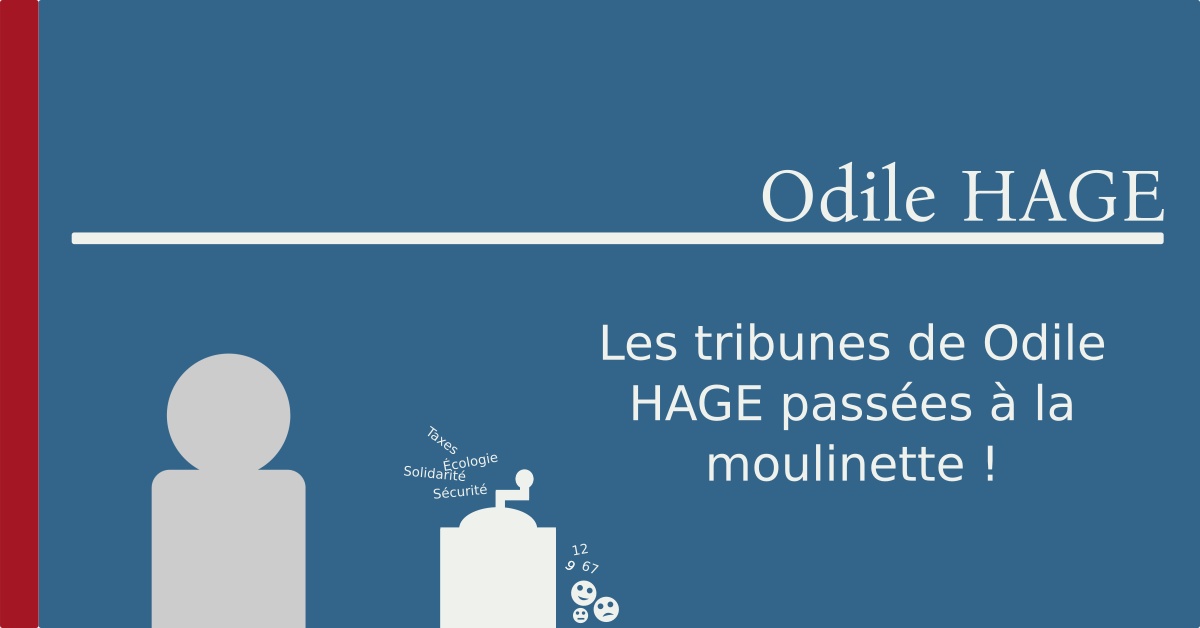 Odile HAGE
Les tribunes de Odile
HAGE passées à la
moulinette !
Taxes
Écologie
Solidarité
Sécurité
12
9 67